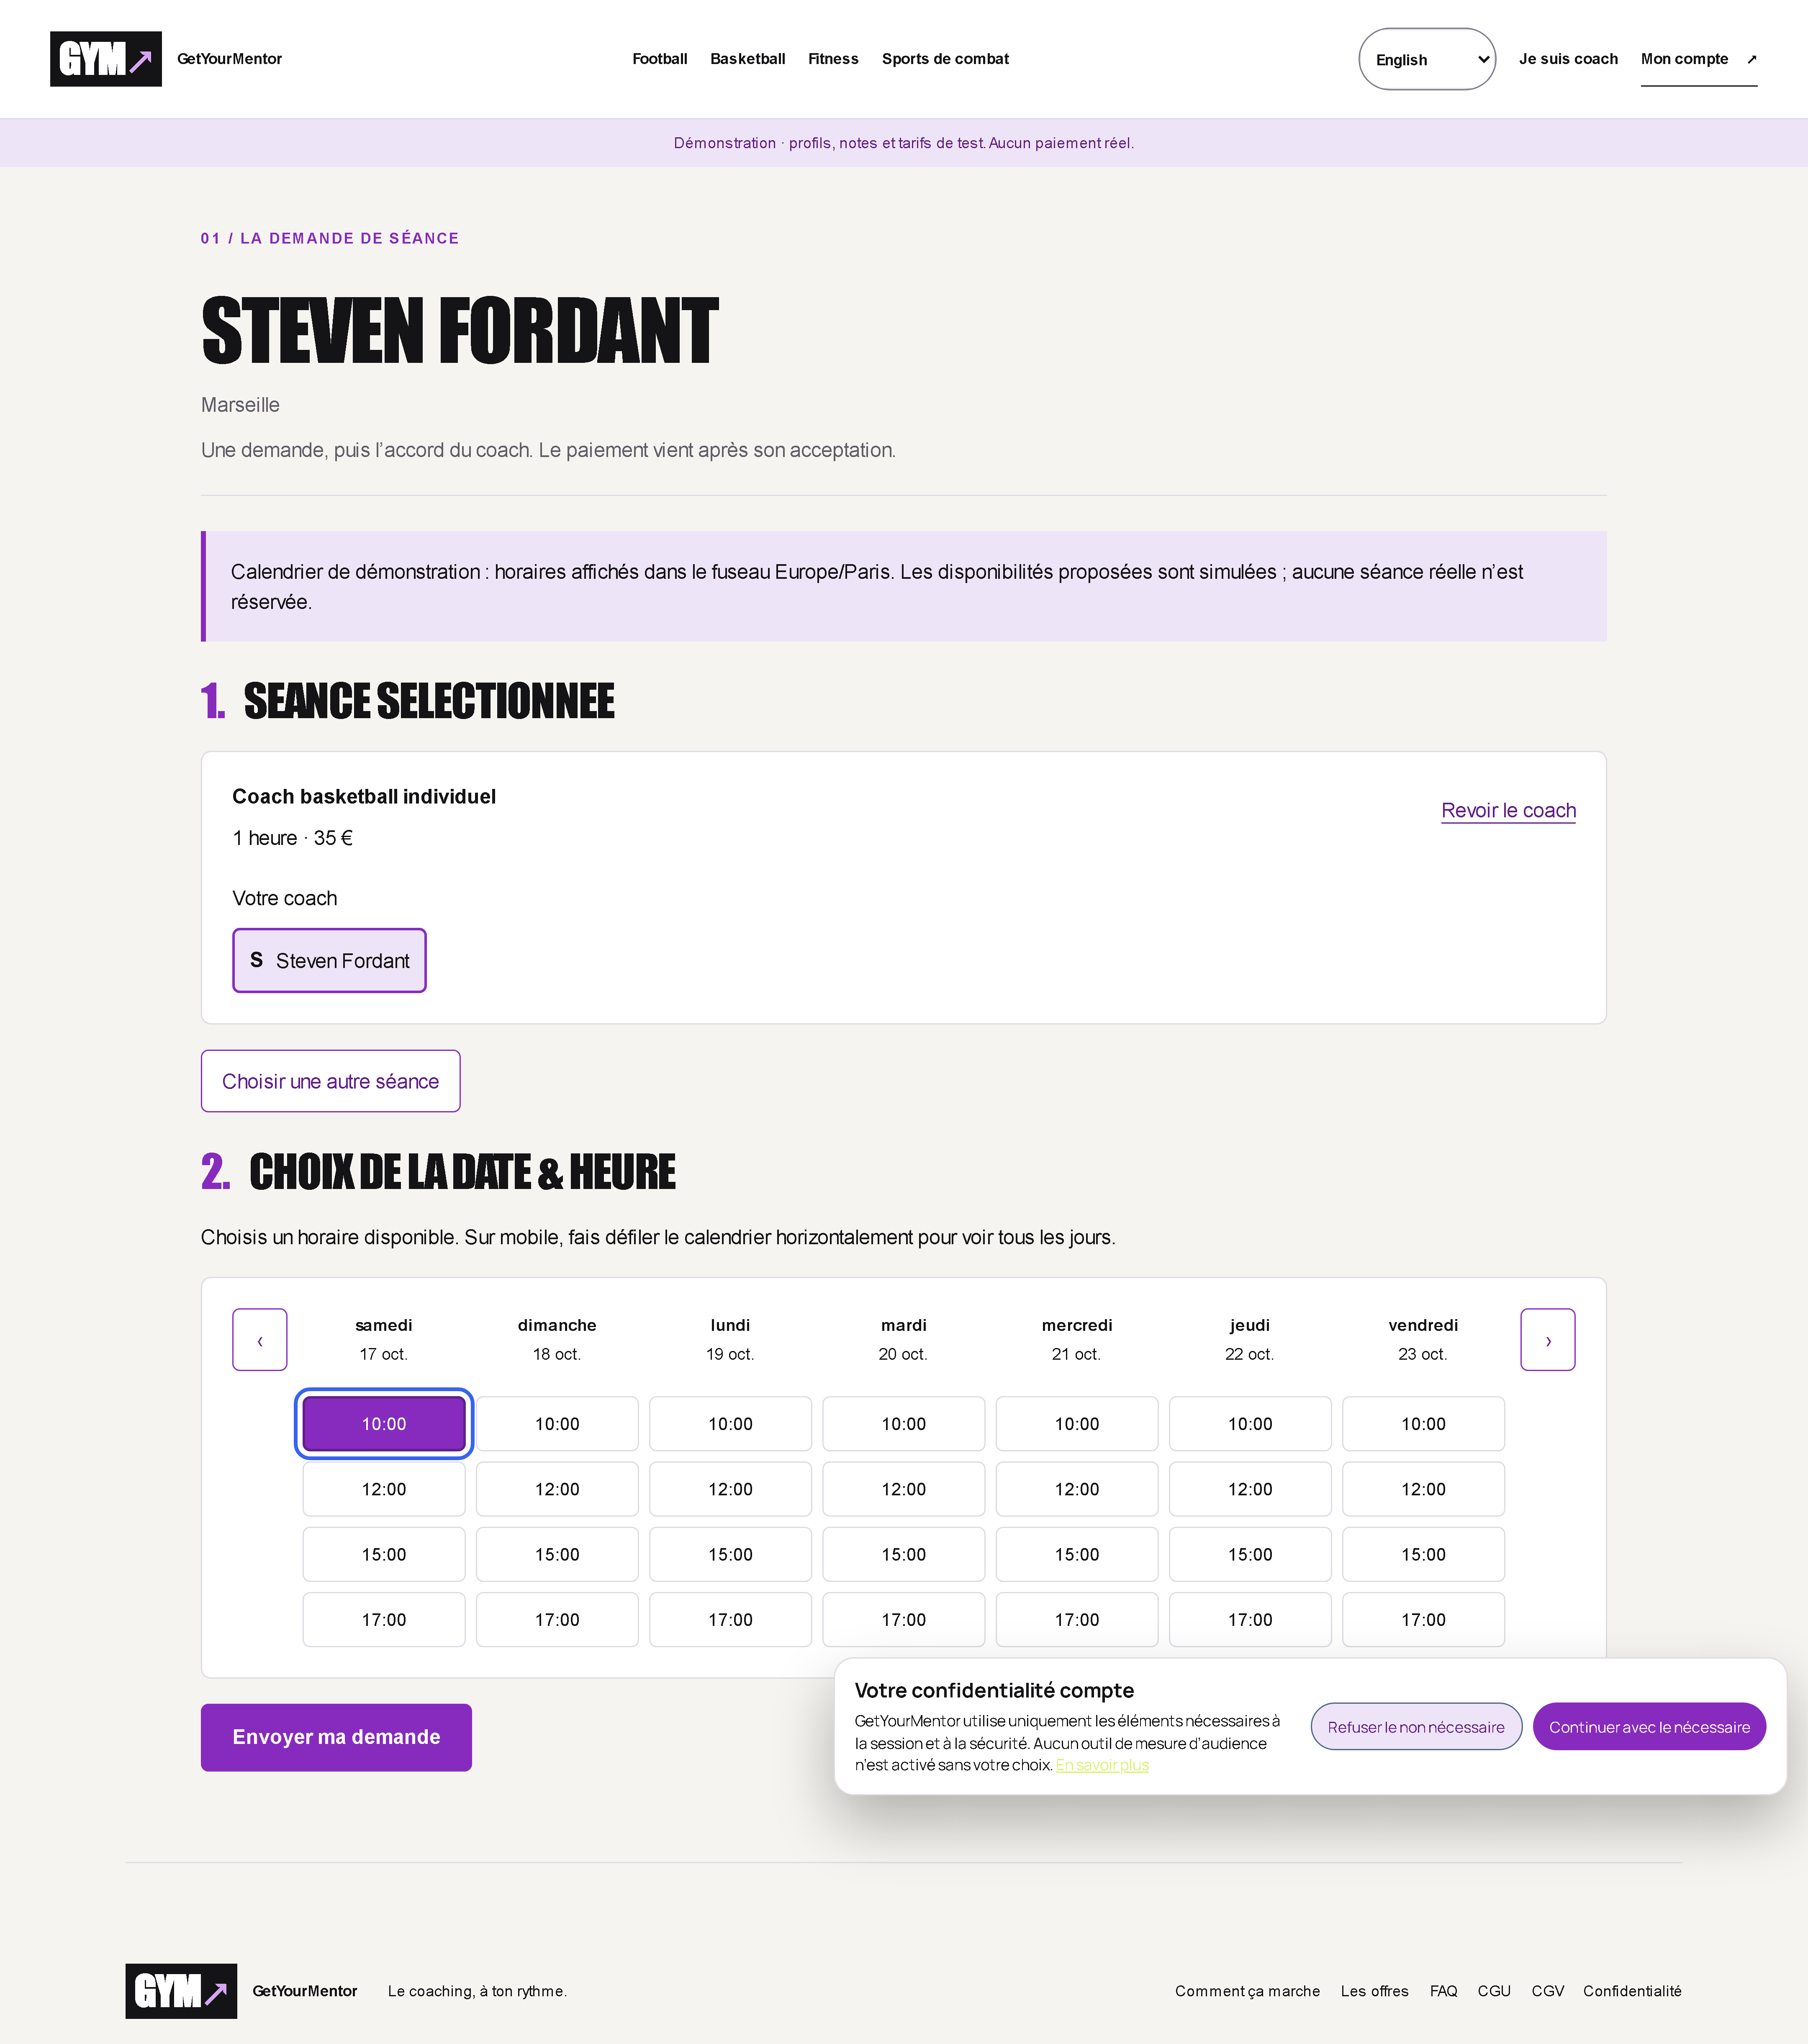 GYM↗ GetYourMentor
Football Basketball Fitness Sports de combat
English
Je suis coach
Mon compte ↗
Démonstration · profils, notes et tarifs de test. Aucun paiement réel.
01 / LA DEMANDE DE SÉANCE
STEVEN FORDANT
Marseille
Une demande, puis l’accord du coach. Le paiement vient après son acceptation.
Calendrier de démonstration : horaires affichés dans le fuseau Europe/Paris. Les disponibilités proposées sont simulées ; aucune séance réelle n’est
réservée.
1. SEANCE SELECTIONNEE
Coach basketball individuel
Revoir le coach
1 heure · 35 €
Votre coach
S Steven Fordant
Choisir une autre séance
2. CHOIX DE LA DATE & HEURE
Choisis un horaire disponible. Sur mobile, fais défiler le calendrier horizontalement pour voir tous les jours.
‹ samedi dimanche lundi mardi mercredi jeudi vendredi ›
17 oct. 18 oct. 19 oct. 20 oct. 21 oct. 22 oct. 23 oct.
10:00 10:00 10:00 10:00 10:00 10:00 10:00
12:00 12:00 12:00 12:00 12:00 12:00 12:00
15:00 15:00 15:00 15:00 15:00 15:00 15:00
17:00 17:00 17:00 17:00 17:00 17:00 17:00
Envoyer ma demande
Votre confidentialité compte
GetYourMentor utilise uniquement les éléments nécessaires à
la session et à la sécurité. Aucun outil de mesure d’audience
n’est activé sans votre choix. En savoir plus
Refuser le non nécessaire
Continuer avec le nécessaire
GYM↗ GetYourMentor Le coaching, à ton rythme.
Comment ça marche Les offres FAQ CGU CGV Confidentialité